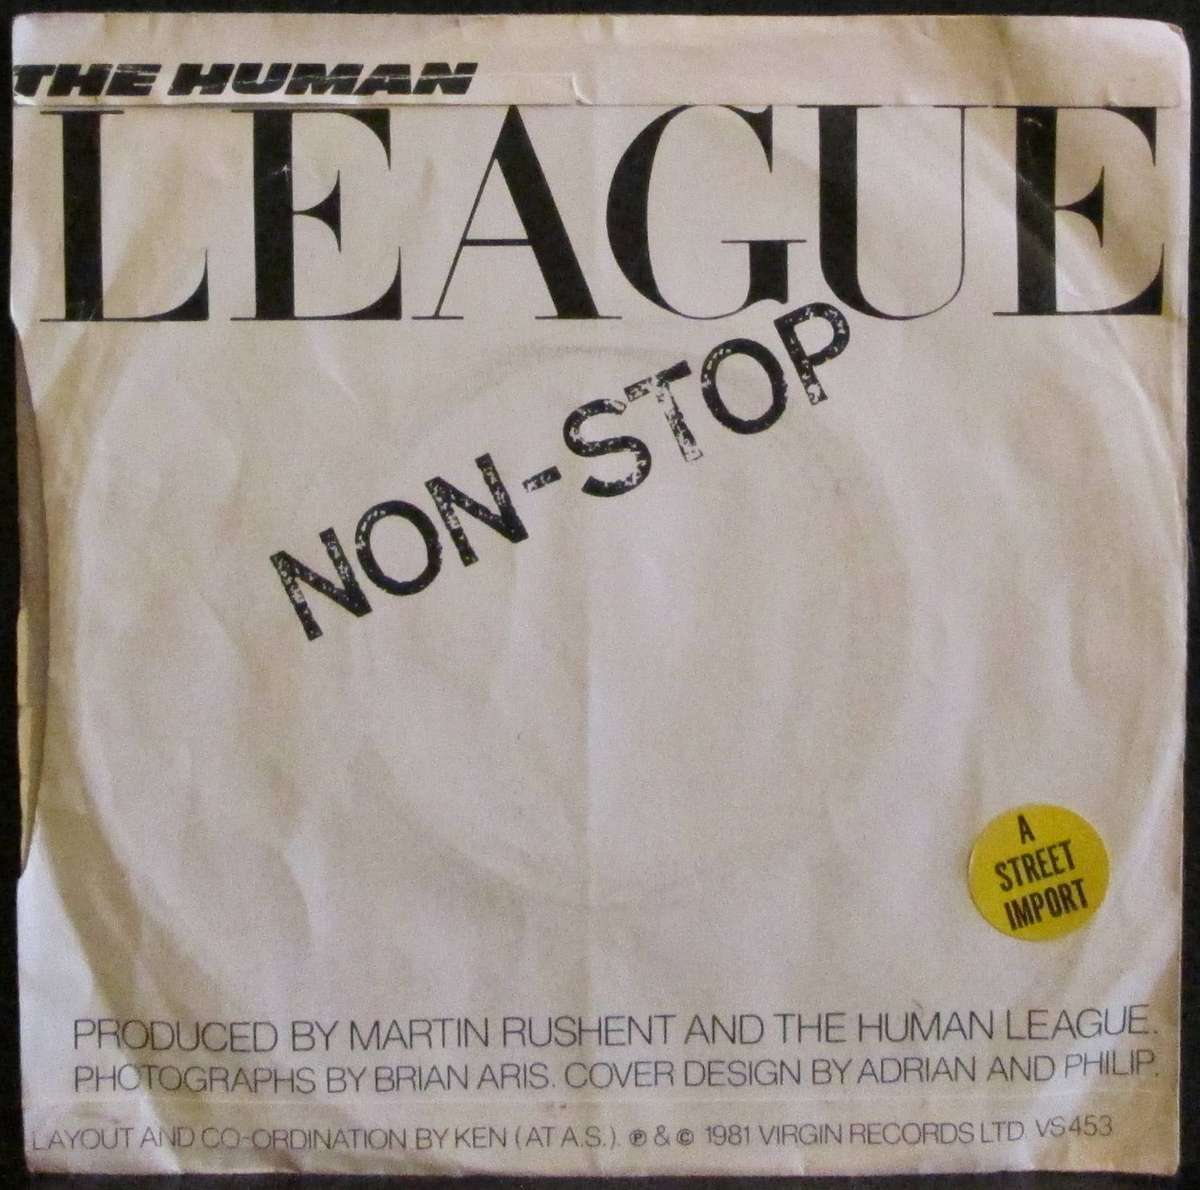 THE HUMAN
LEAGUE
NON-STOP
A
STREET
IMPORT
PRODUCED BY MARTIN RUSHENT AND THE HUMAN LEAGUE.
PHOTOGRAPHS BY BRIAN ARIS. COVER DESIGN BY ADRIAN AND PHILIP.
LAYOUT AND CO-ORDINATION BY KEN (AT A.S.). ℗ & © 1981 VIRGIN RECORDS LTD. VS453